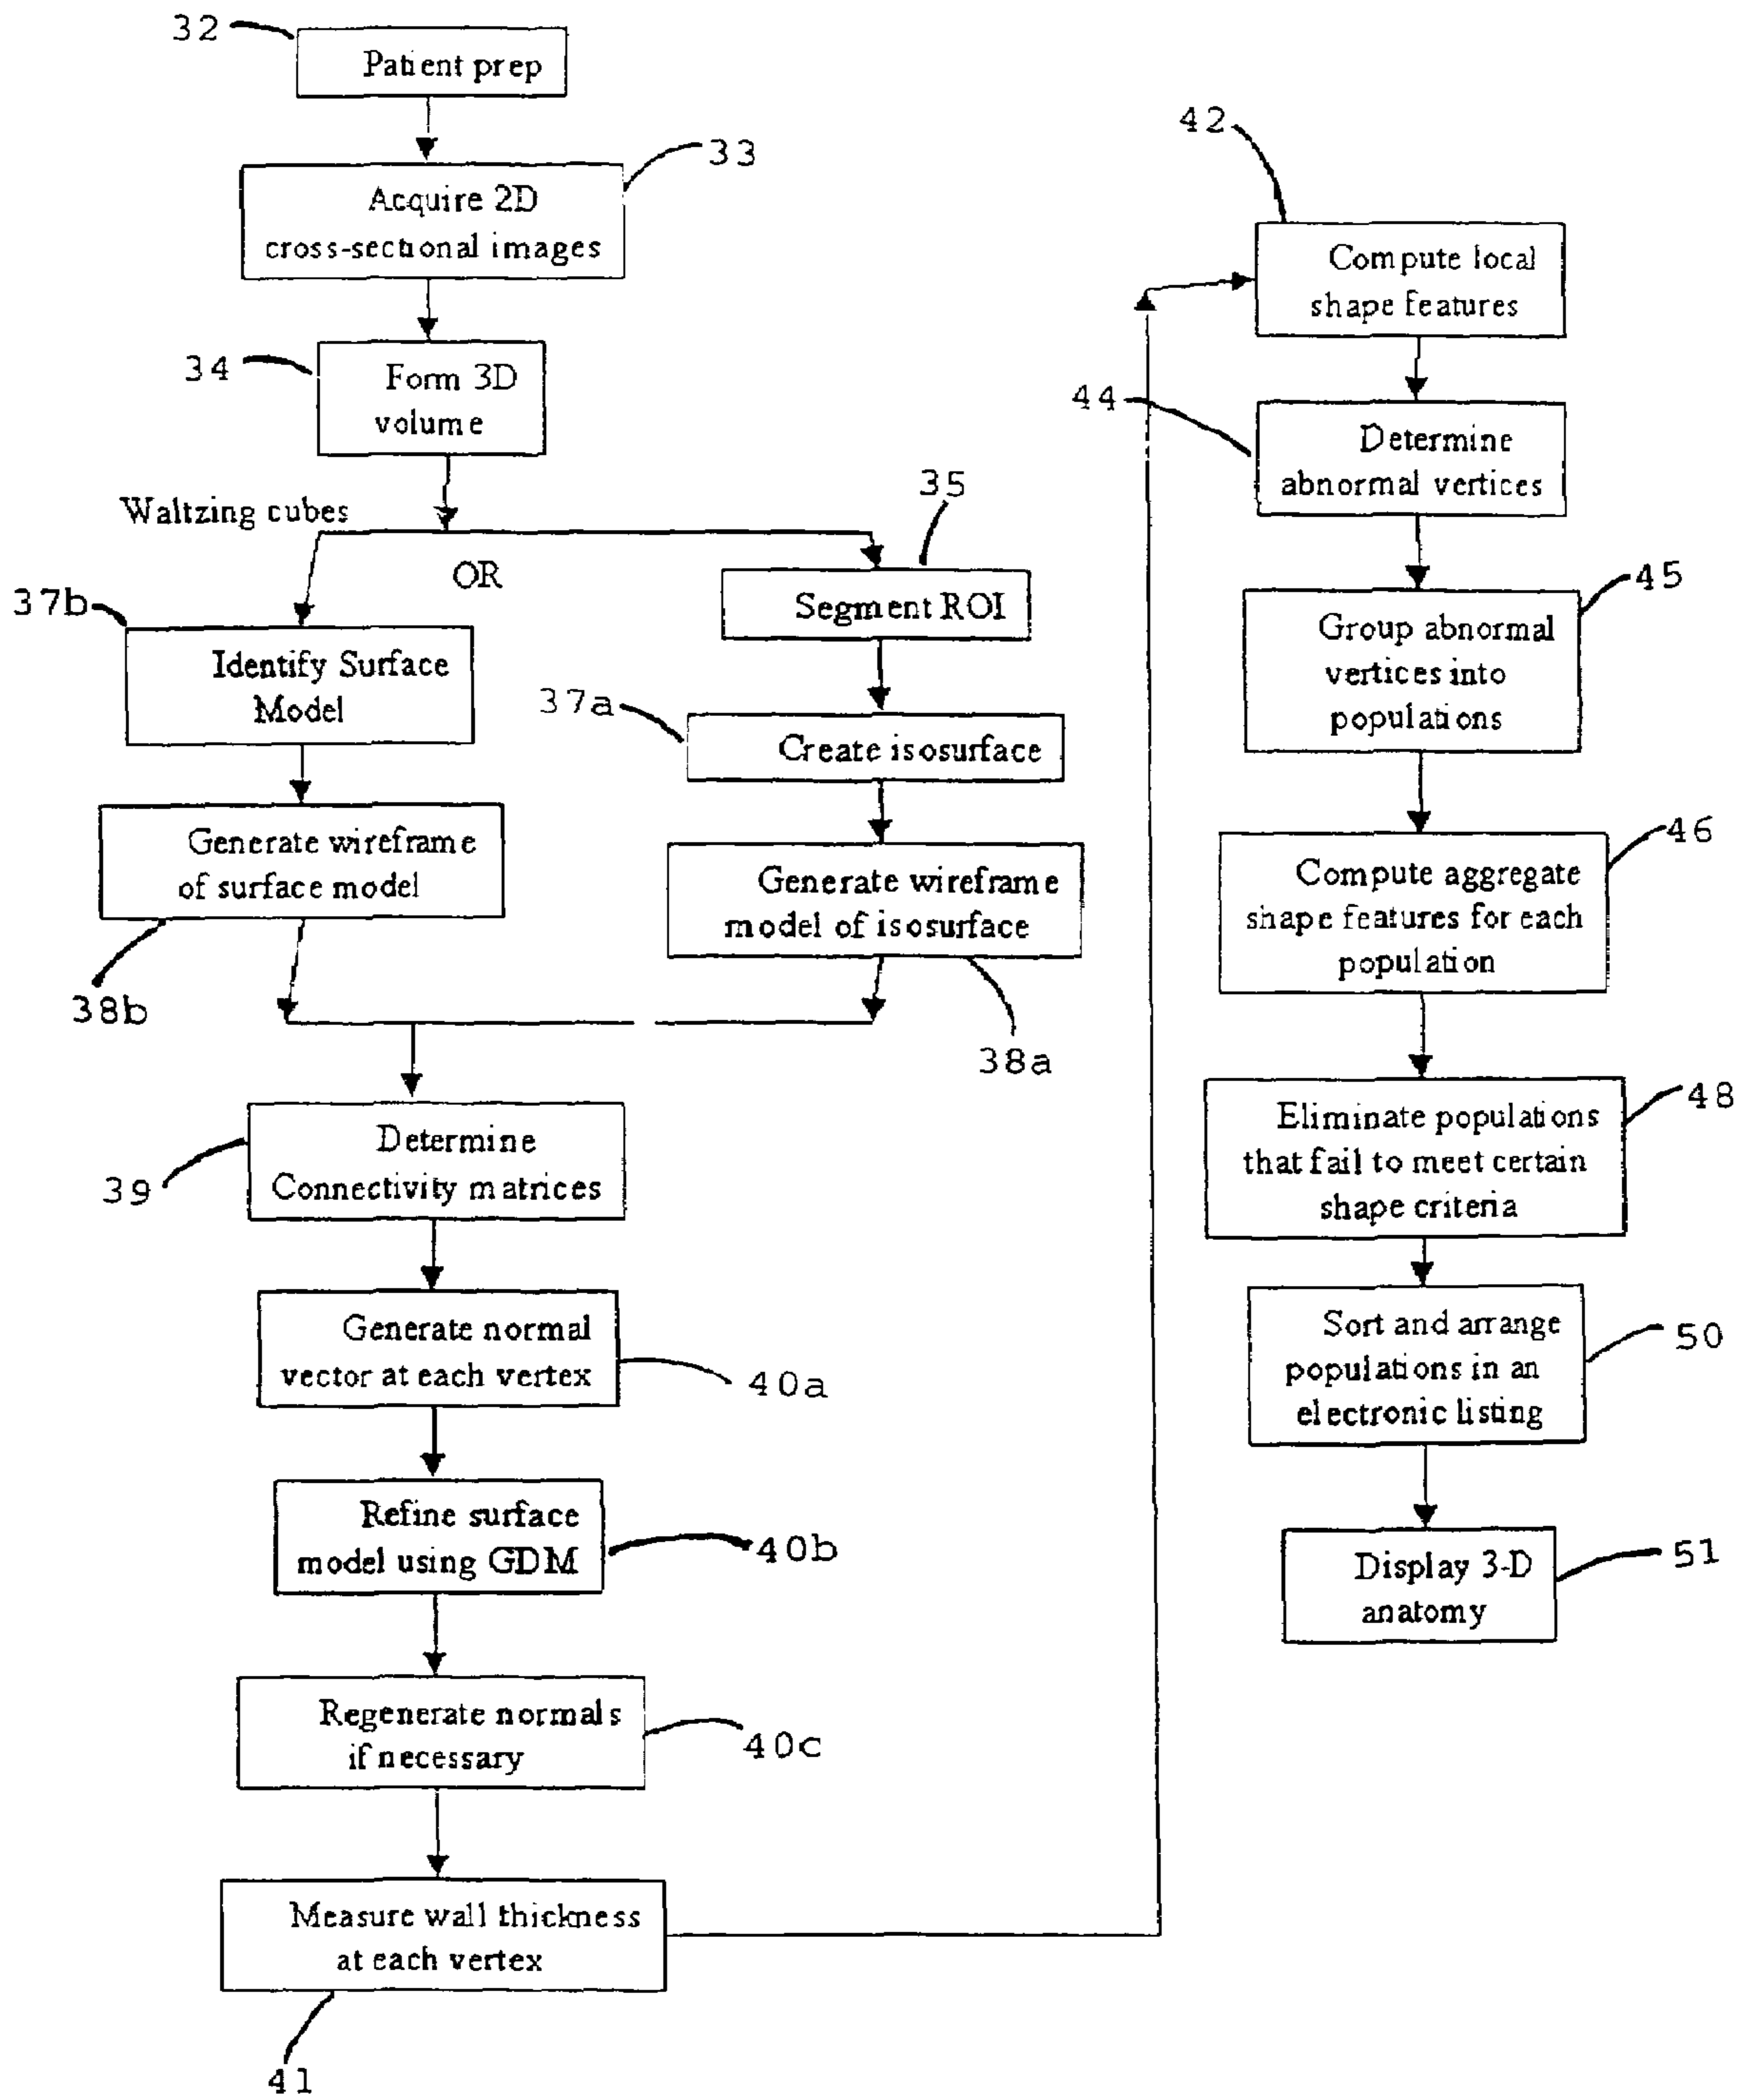 32
Patient prep
33
Acquire 2D
cross-sectional images
34
Form 3D
volume
Waltzing cubes
OR
35
Segment ROI
37b
Identify Surface
Model
37a
Create isosurface
Generate wireframe
of surface model
38b
Generate wireframe
model of isosurface
38a
39
Determine
Connectivity matrices
Generate normal
vector at each vertex
40a
Refine surface
model using GDM
40b
Regenerate normals
if necessary
40c
Measure wall thickness
at each vertex
41
42
Compute local
shape features
44
Determine
abnormal vertices
45
Group abnormal
vertices into
populations
46
Compute aggregate
shape features for each
population
48
Eliminate populations
that fail to meet certain
shape criteria
50
Sort and arrange
populations in an
electronic listing
51
Display 3-D
anatomy